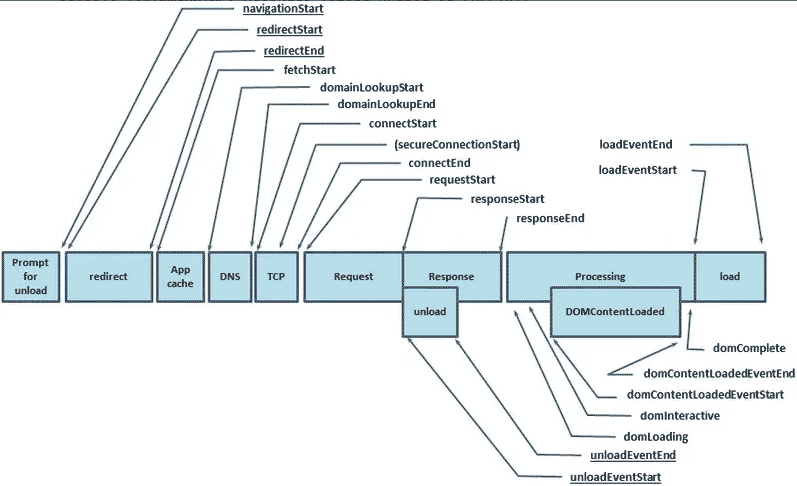 navigationStart
redirectStart
redirectEnd
fetchStart
domainLookupStart
domainLookupEnd
connectStart
(secureConnectionStart)
connectEnd
requestStart
responseStart
responseEnd
loadEventEnd
loadEventStart
Prompt
for
unload
redirect
App
cache
DNS
TCP
Request
Response
Processing
load
unload
DOMContentLoaded
domComplete
domContentLoadedEventEnd
domContentLoadedEventStart
domInteractive
domLoading
unloadEventEnd
unloadEventStart